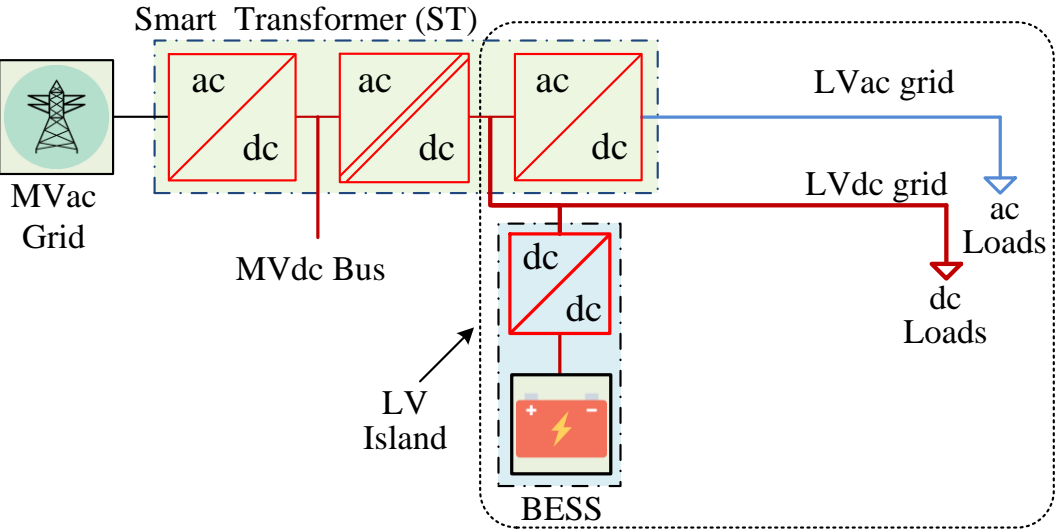 Smart Transformer (ST)
ac
dc
ac
dc
ac
dc
LVac grid
MVac
Grid
LVdc grid
ac
Loads
MVdc Bus
dc
dc
dc
Loads
LV
Island
+
−
BESS